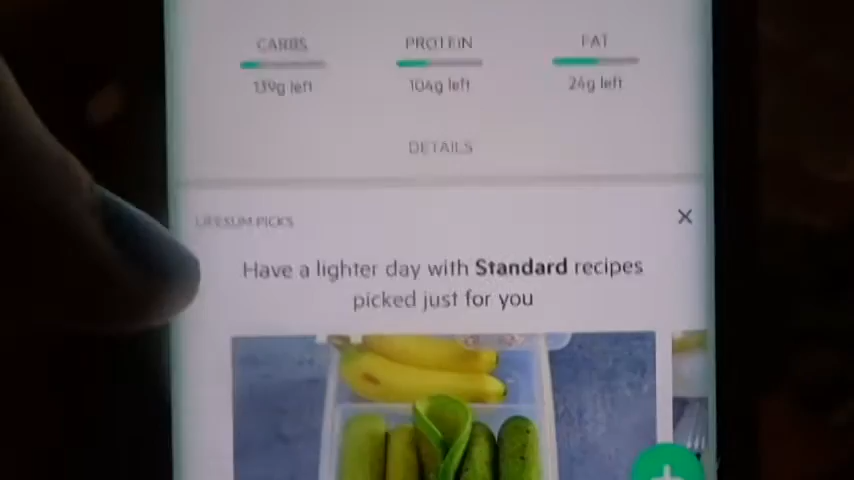 CARBS PROTEIN FAT
139g left 104g left 24g left
DETAILS
LIFESUM PICKS
Have a lighter day with Standard recipes
picked just for you